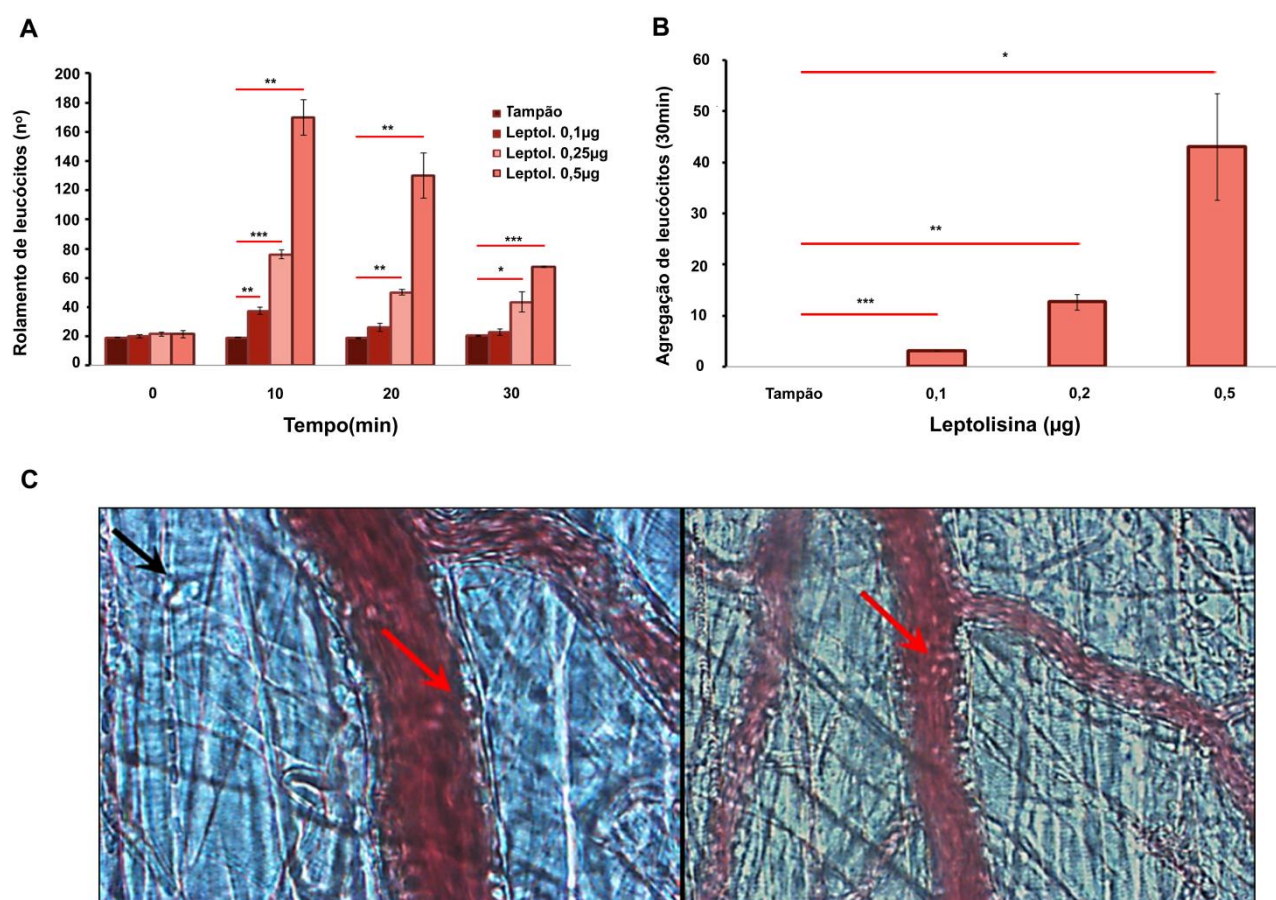 A
Rolamento de leucócitos (nº)
200
180
160
140
120
100
80
60
40
20
0
**
***
**
**
**
***
*
Tampão
Leptol. 0,1µg
Leptol. 0,25µg
Leptol. 0,5µg
0
10
20
30
Tempo(min)
B
Agregação de leucócitos (30min)
60
50
40
30
20
10
0
*
**
***
Tampão
0,1
0,2
0,5
Leptolisina (µg)
C